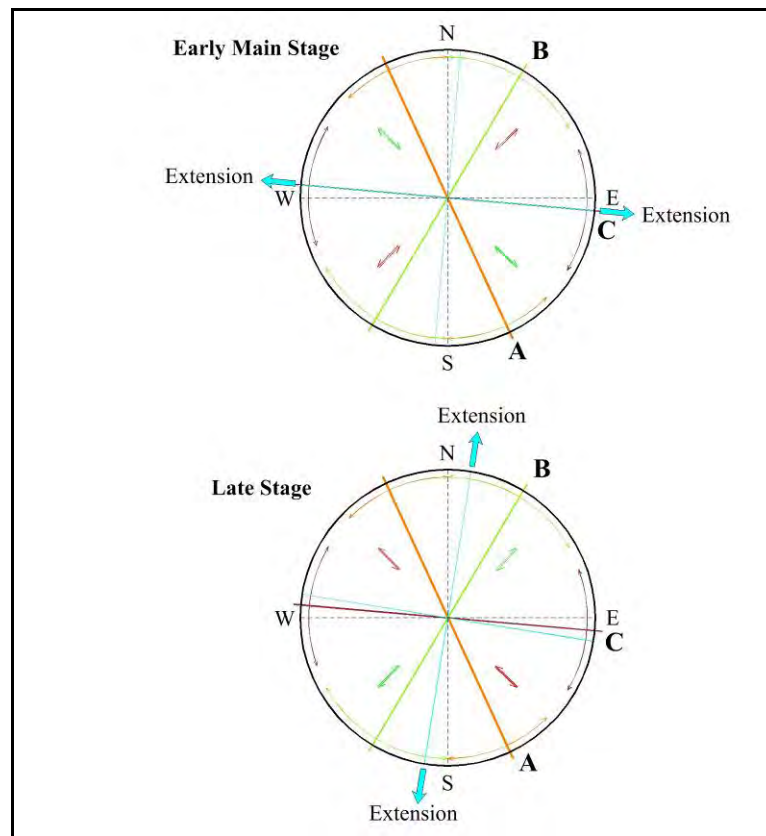 Early Main Stage
N
B
Extension
W
E
Extension
C
A
S
Extension
Late Stage
N
B
W
E
C
A
S
Extension